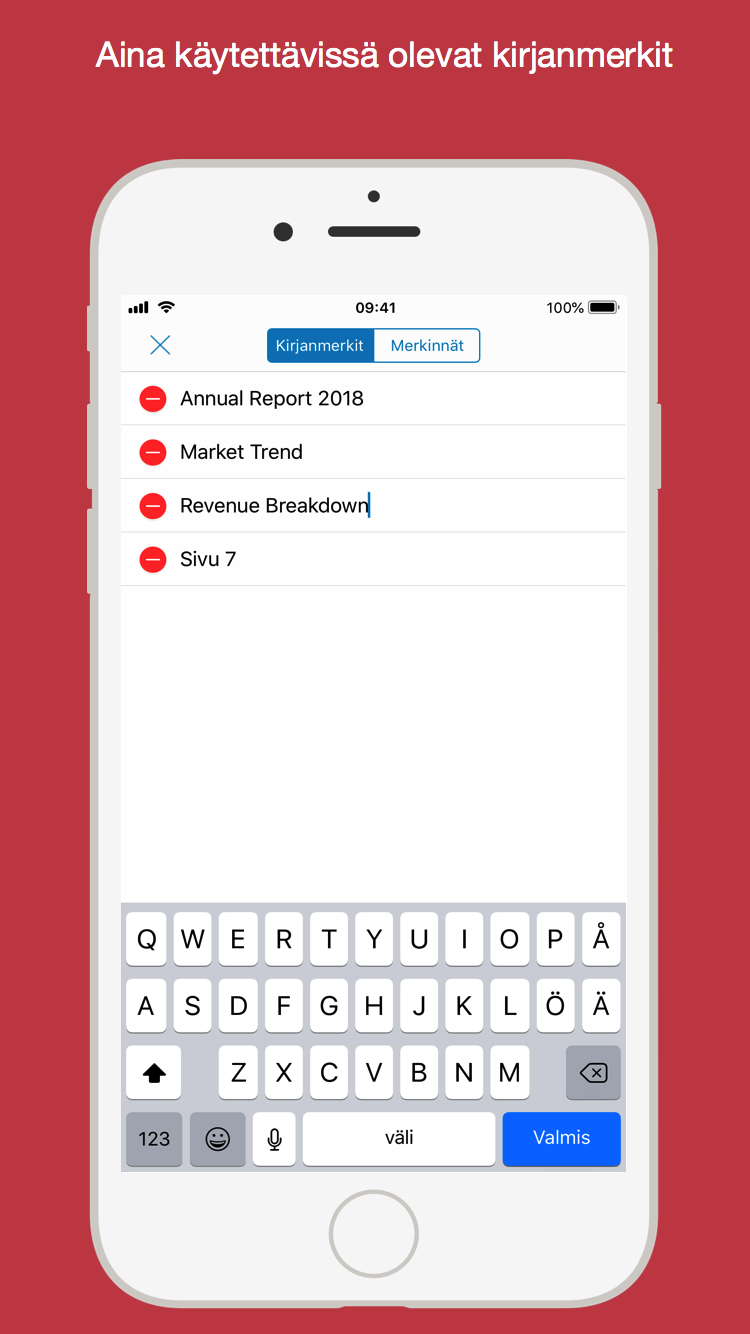 Aina käytettävissä olevat kirjanmerkit
09:41 100%
Kirjanmerkit Merkinnät
Annual Report 2018
Market Trend
Revenue Breakdown
Sivu 7
Q W E R T Y U I O P Å
A S D F G H J K L Ö Ä
Z X C V B N M
123 väli Valmis